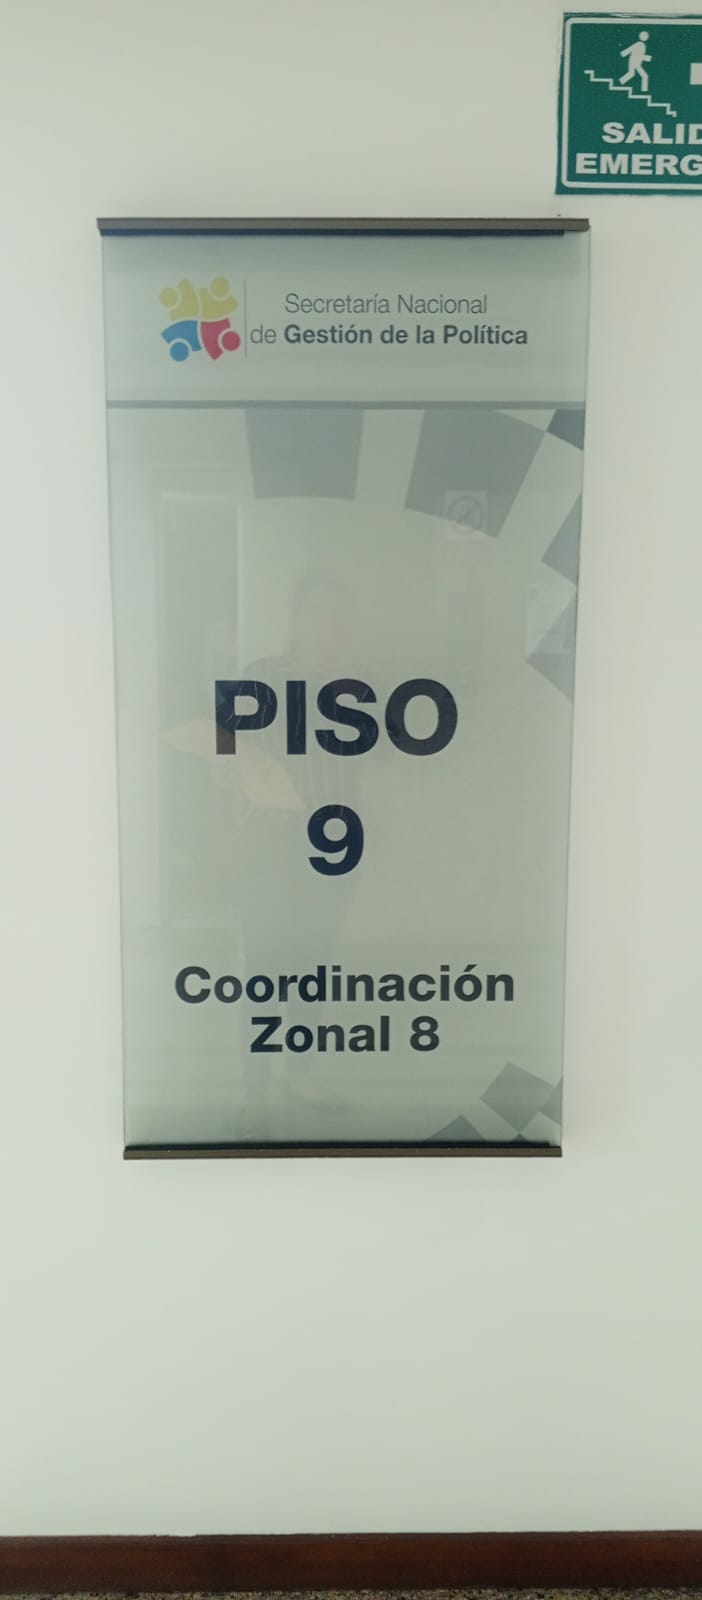 SALID
EMERG
Secretaría Nacional
de Gestión de la Política
PISO
9
Coordinación
Zonal 8